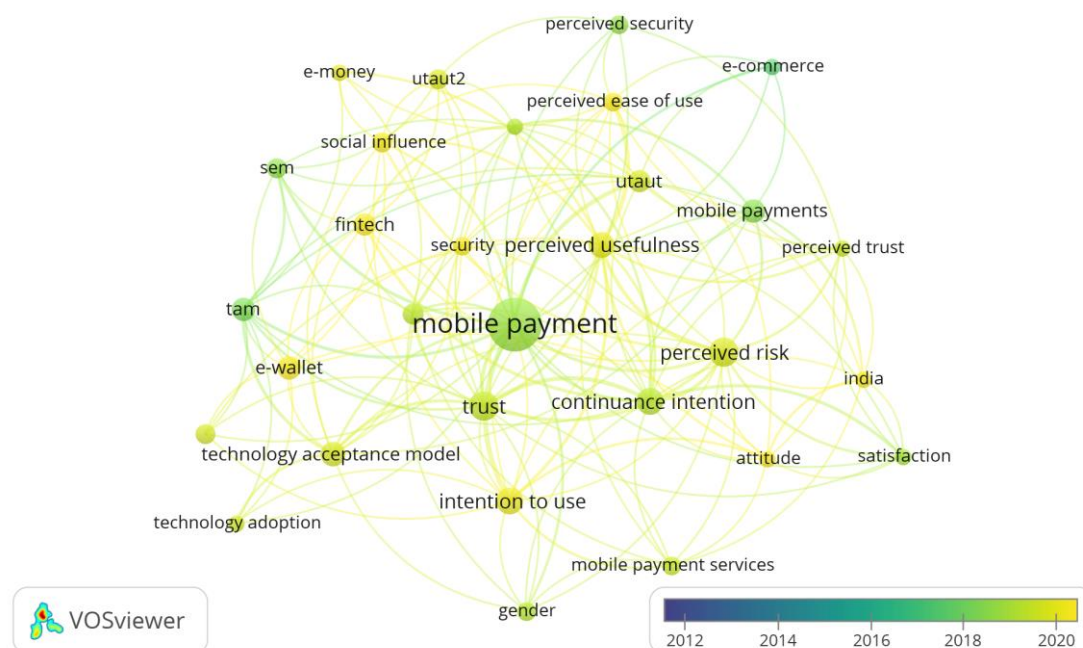 perceived security
e-commerce
e-money
utaut2
perceived ease of use
social influence
sem
utaut
mobile payments
fintech
security
perceived usefulness
perceived trust
tam
mobile payment
perceived risk
e-wallet
india
trust
continuance intention
technology acceptance model
attitude
satisfaction
intention to use
technology adoption
mobile payment services
gender
VOSviewer
2012
2014
2016
2018
2020